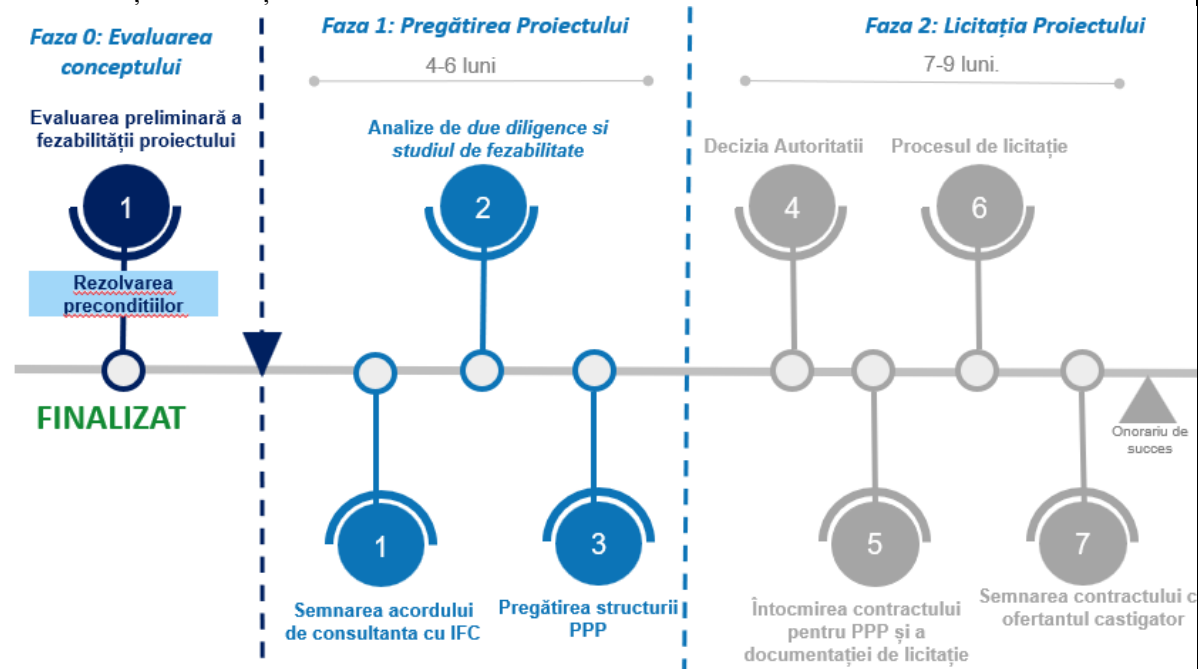 Faza 0: Evaluarea
conceptului
Evaluarea preliminară a
fezabilității proiectului
1
Rezolvarea
preconditiilor
FINALIZAT
Faza 1: Pregătirea Proiectului
4-6 luni
Analize de due diligence si
studiul de fezabilitate
2
1
Semnarea acordului
de consultanta cu IFC
3
Pregătirea structurii
PPP
Faza 2: Licitația Proiectului
7-9 luni.
Decizia Autoritatii
4
Procesul de licitație
6
5
Întocmirea contractului
pentru PPP și a
documentației de licitație
7
Semnarea contractului c
ofertantul castigator
Onorariu de
succes